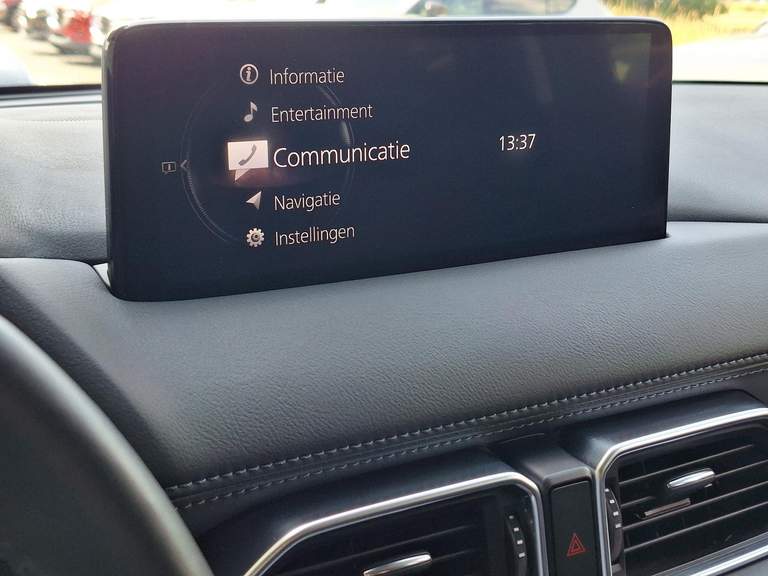 Informatie
Entertainment
Communicatie
13:37
Navigatie
Instellingen